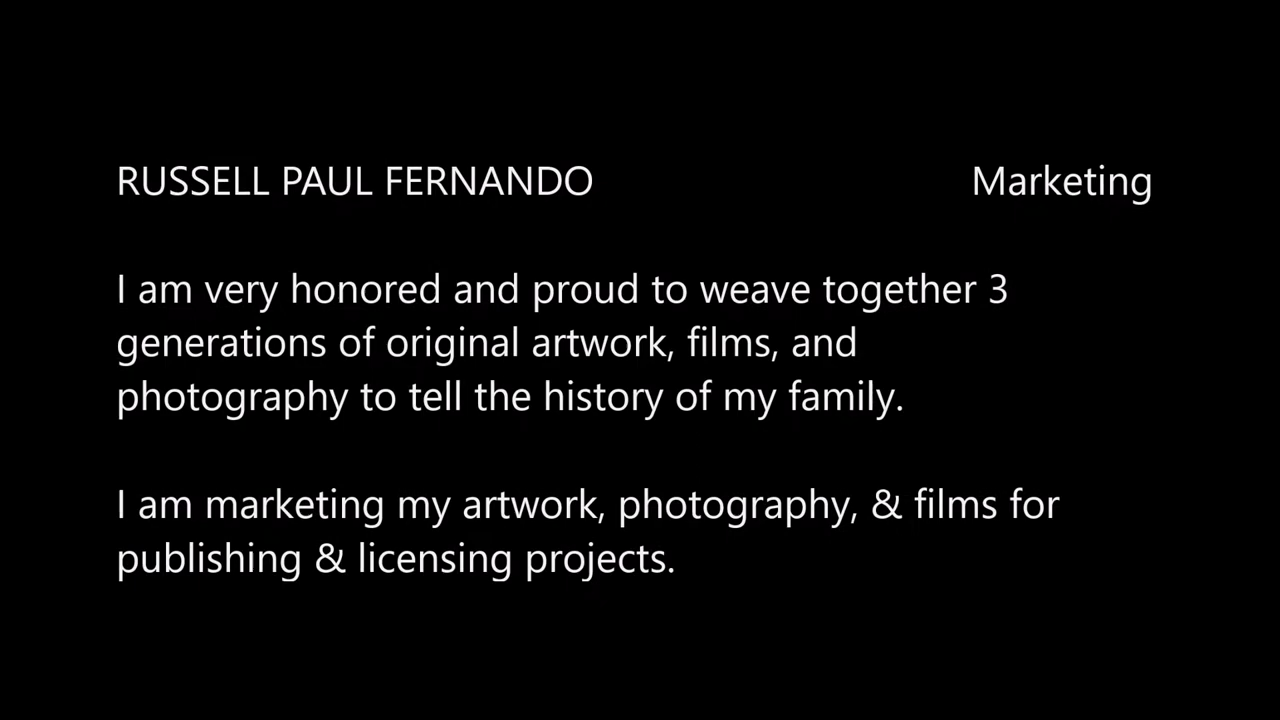 RUSSELL PAUL FERNANDO Marketing
I am very honored and proud to weave together 3
generations of original artwork, films, and
photography to tell the history of my family.
I am marketing my artwork, photography, & films for
publishing & licensing projects.